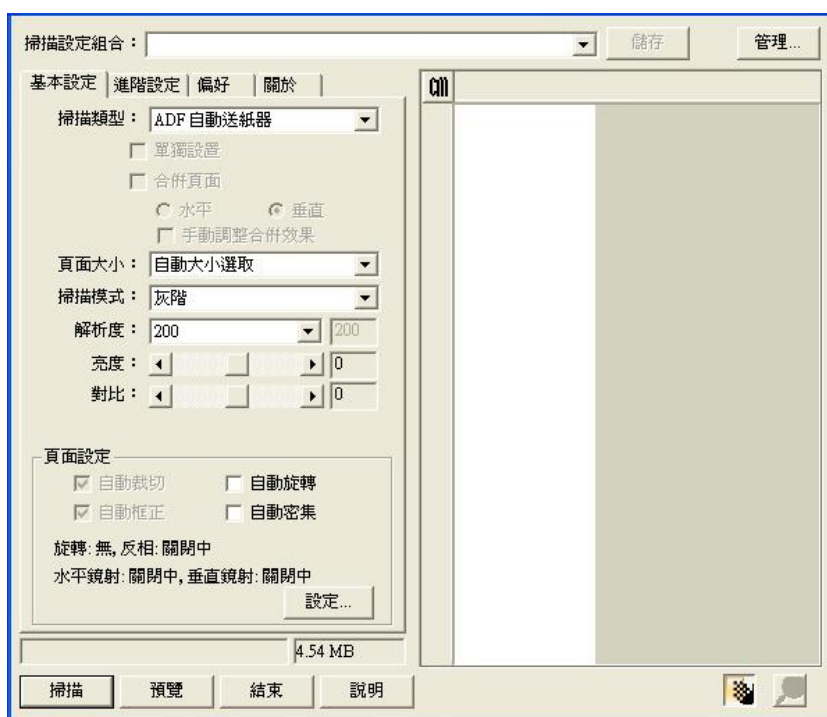 掃描設定組合：
儲存
管理...
基本設定 進階設定 偏好 關於
掃描類型： ADF 自動送紙器
單獨設置
合併頁面
水平 垂直
手動調整合併效果
頁面大小： 自動大小選取
掃描模式： 灰階
解析度： 200 200
亮度： 0
對比： 0
頁面設定
自動裁切 自動旋轉
自動框正 自動密集
旋轉: 無, 反相: 關閉中
水平鏡射: 關閉中, 垂直鏡射: 關閉中
設定...
4.54 MB
掃描 預覽 結束 說明